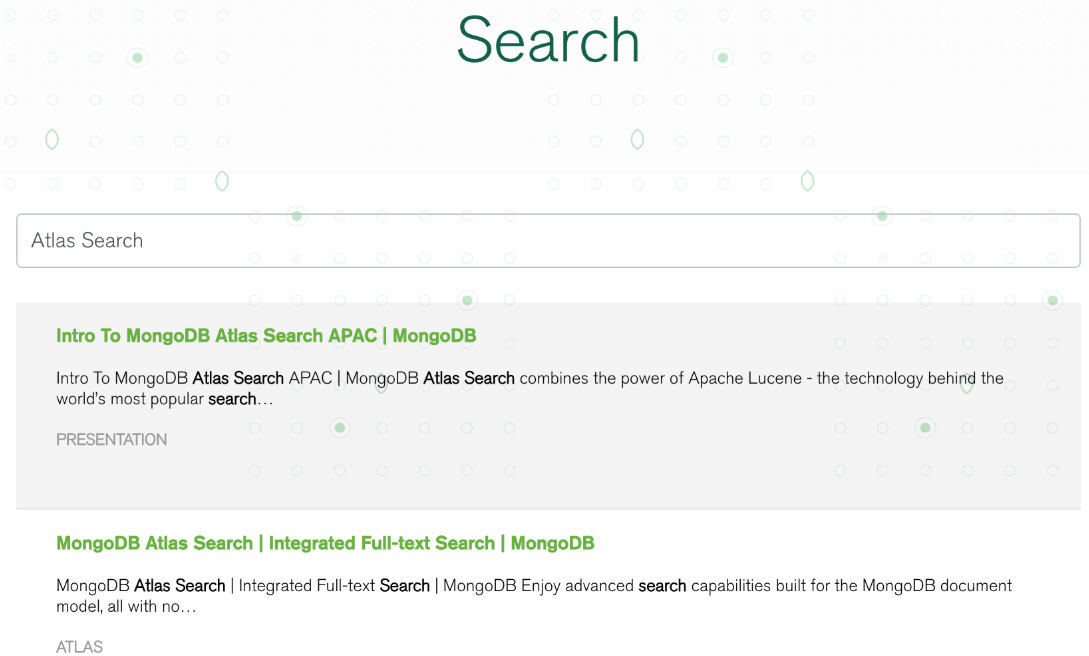 Search
Atlas Search
Intro To MongoDB Atlas Search APAC | MongoDB
Intro To MongoDB Atlas Search APAC | MongoDB Atlas Search combines the power of Apache Lucene - the technology behind the
world's most popular search…
PRESENTATION
MongoDB Atlas Search | Integrated Full-text Search | MongoDB
MongoDB Atlas Search | Integrated Full-text Search | MongoDB Enjoy advanced search capabilities built for the MongoDB document
model, all with no…
ATLAS